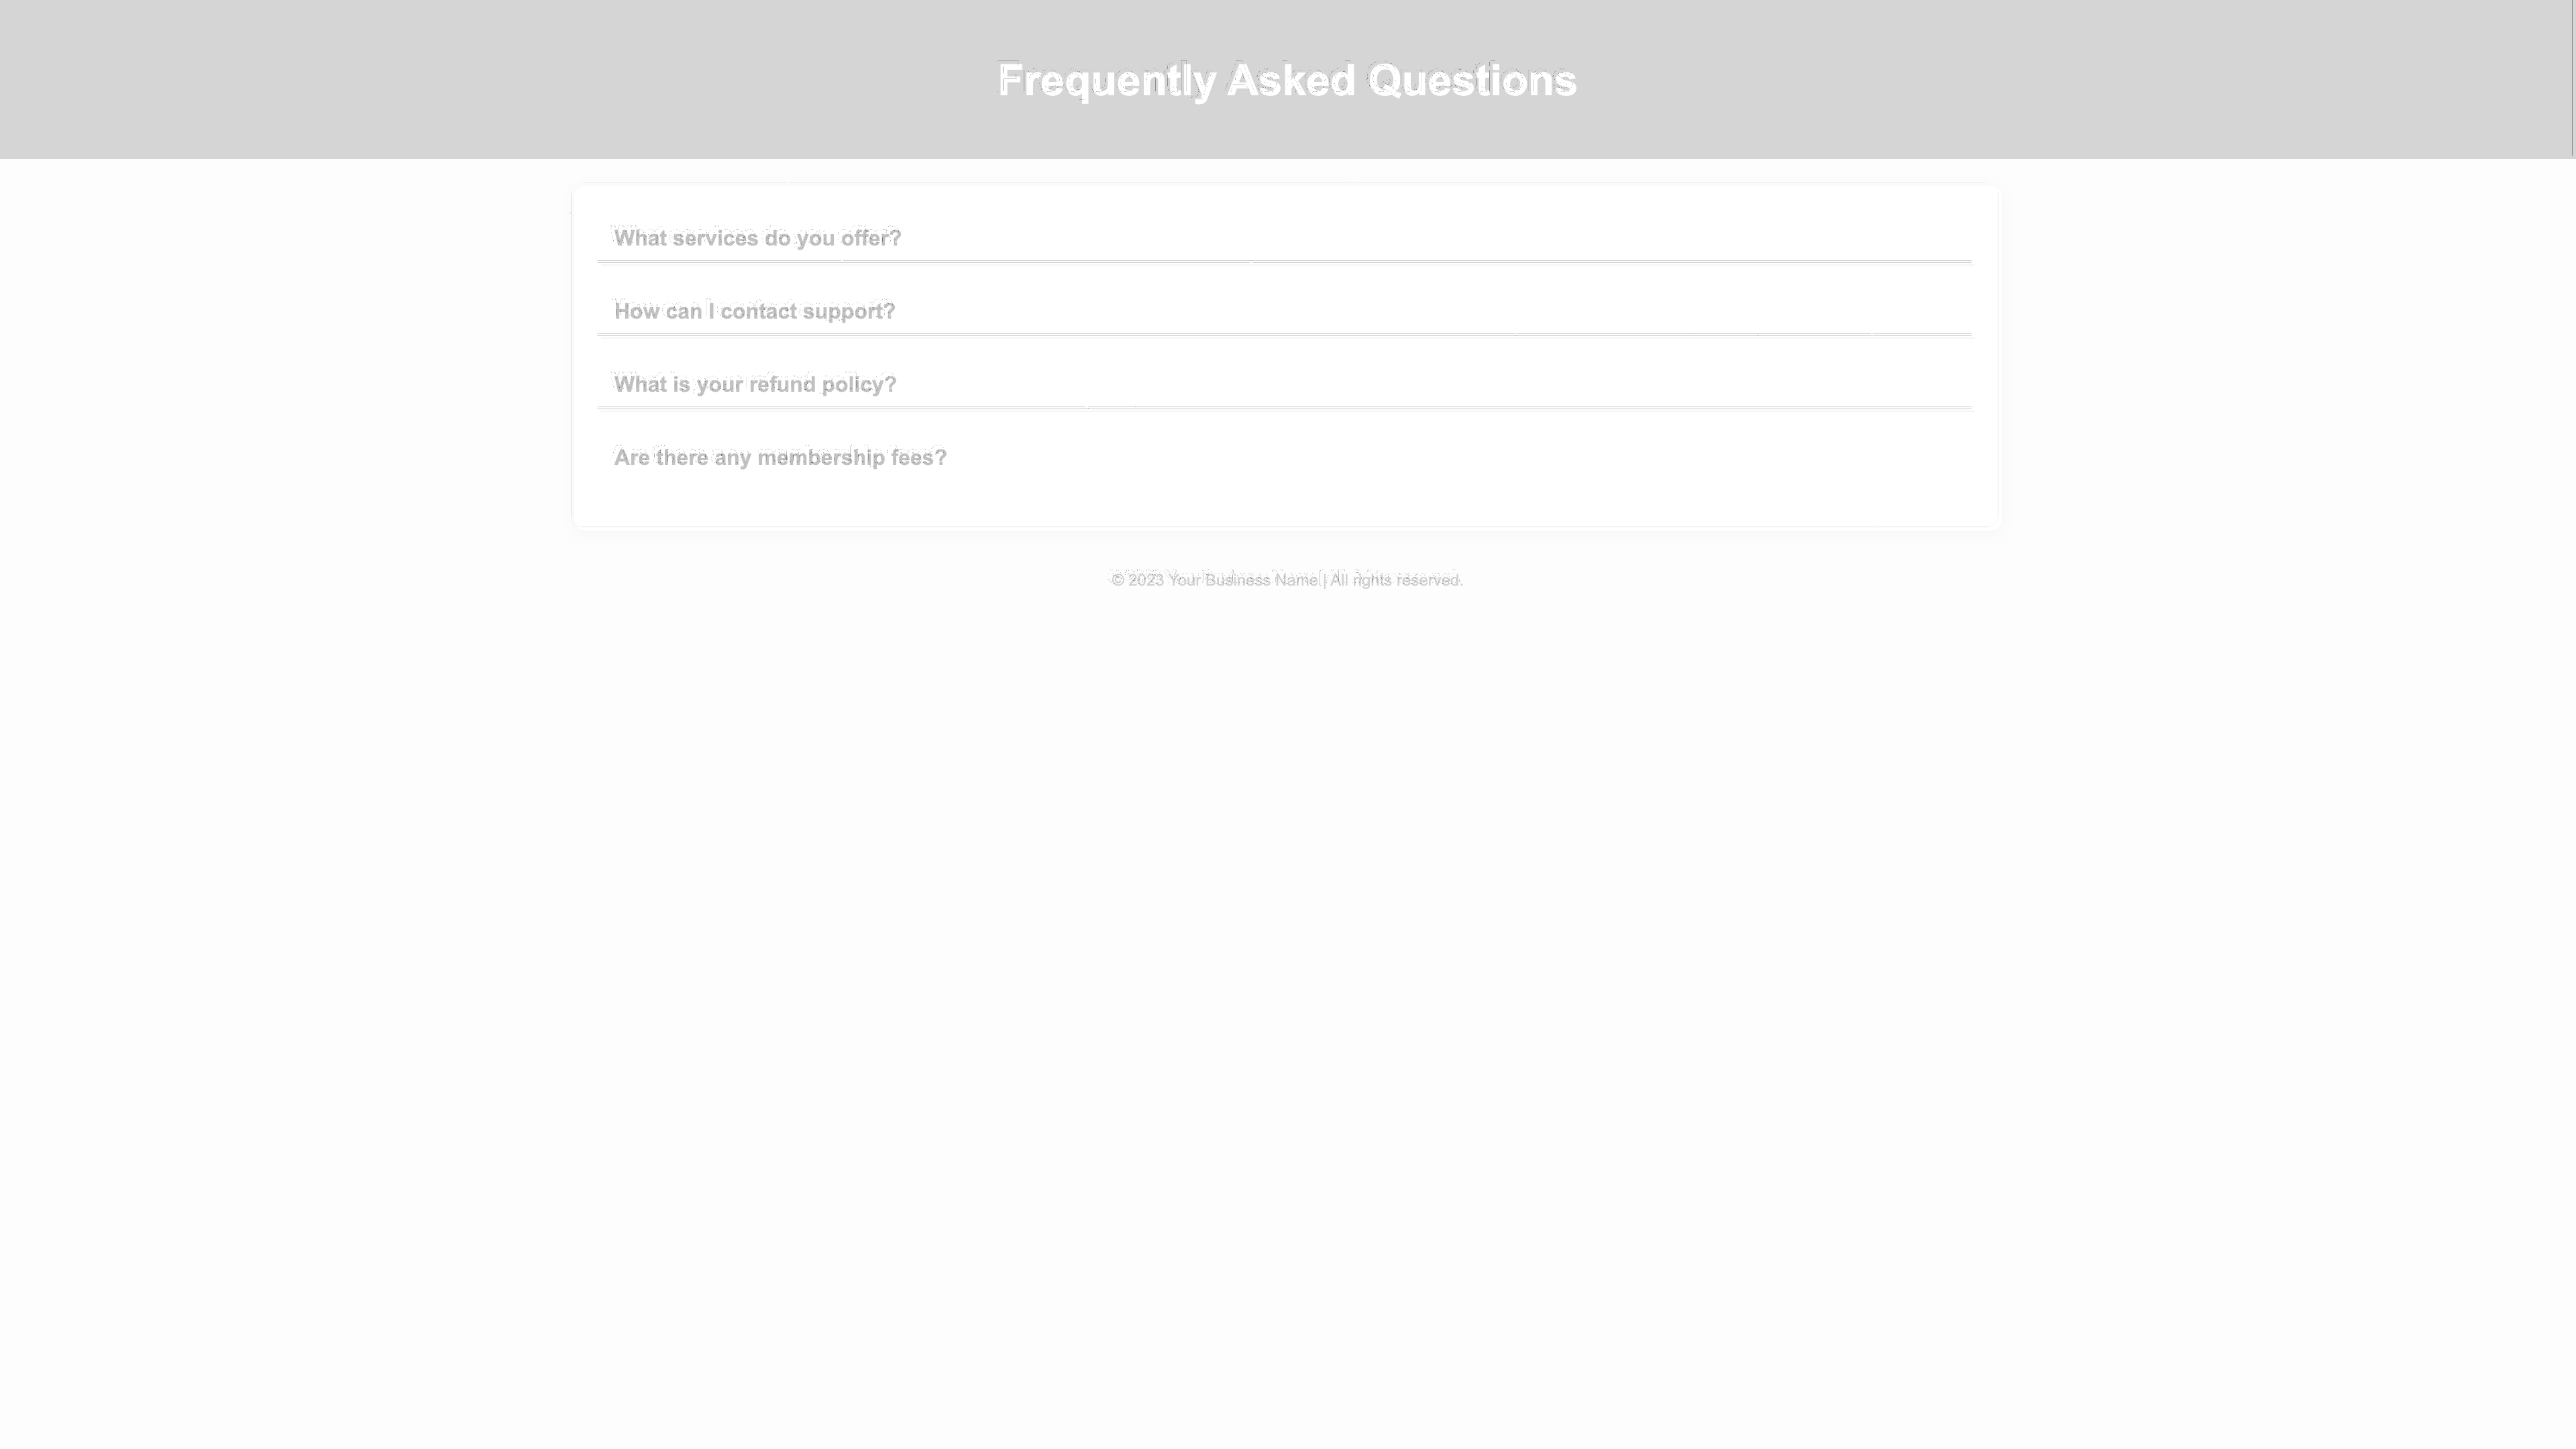 Frequently Asked Questions
What services do you offer?
How can I contact support?
What is your refund policy?
Are there any membership fees?
© 2023 Your Business Name | All rights reserved.